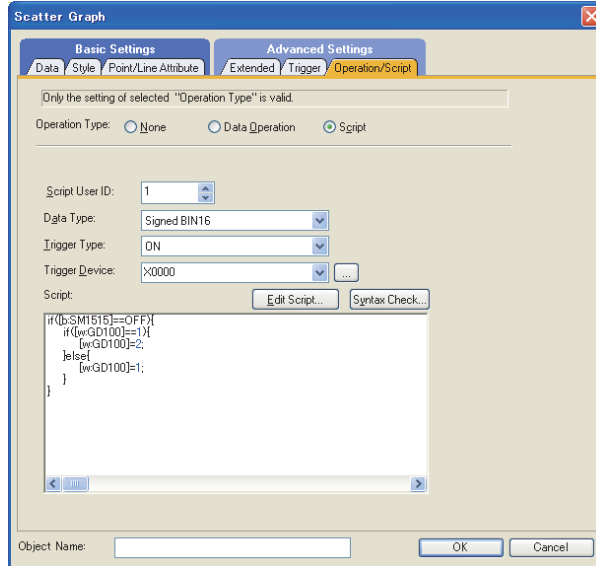 Scatter Graph
Basic Settings Advanced Settings
Data Style Point/Line Attribute Extended Trigger Operation/Script
Only the setting of selected "Operation Type" is valid.
Operation Type: None Data Operation Script
Script User ID: 1
Data Type: Signed BIN16
Trigger Type: ON
Trigger Device: X0000 ...
Script: Edit Script... Syntax Check...
if([b:SM1515]==OFF){
if([w:GD100]==1){
[w:GD100]=2;
}else{
[w:GD100]=1;
}
}
Object Name: OK Cancel